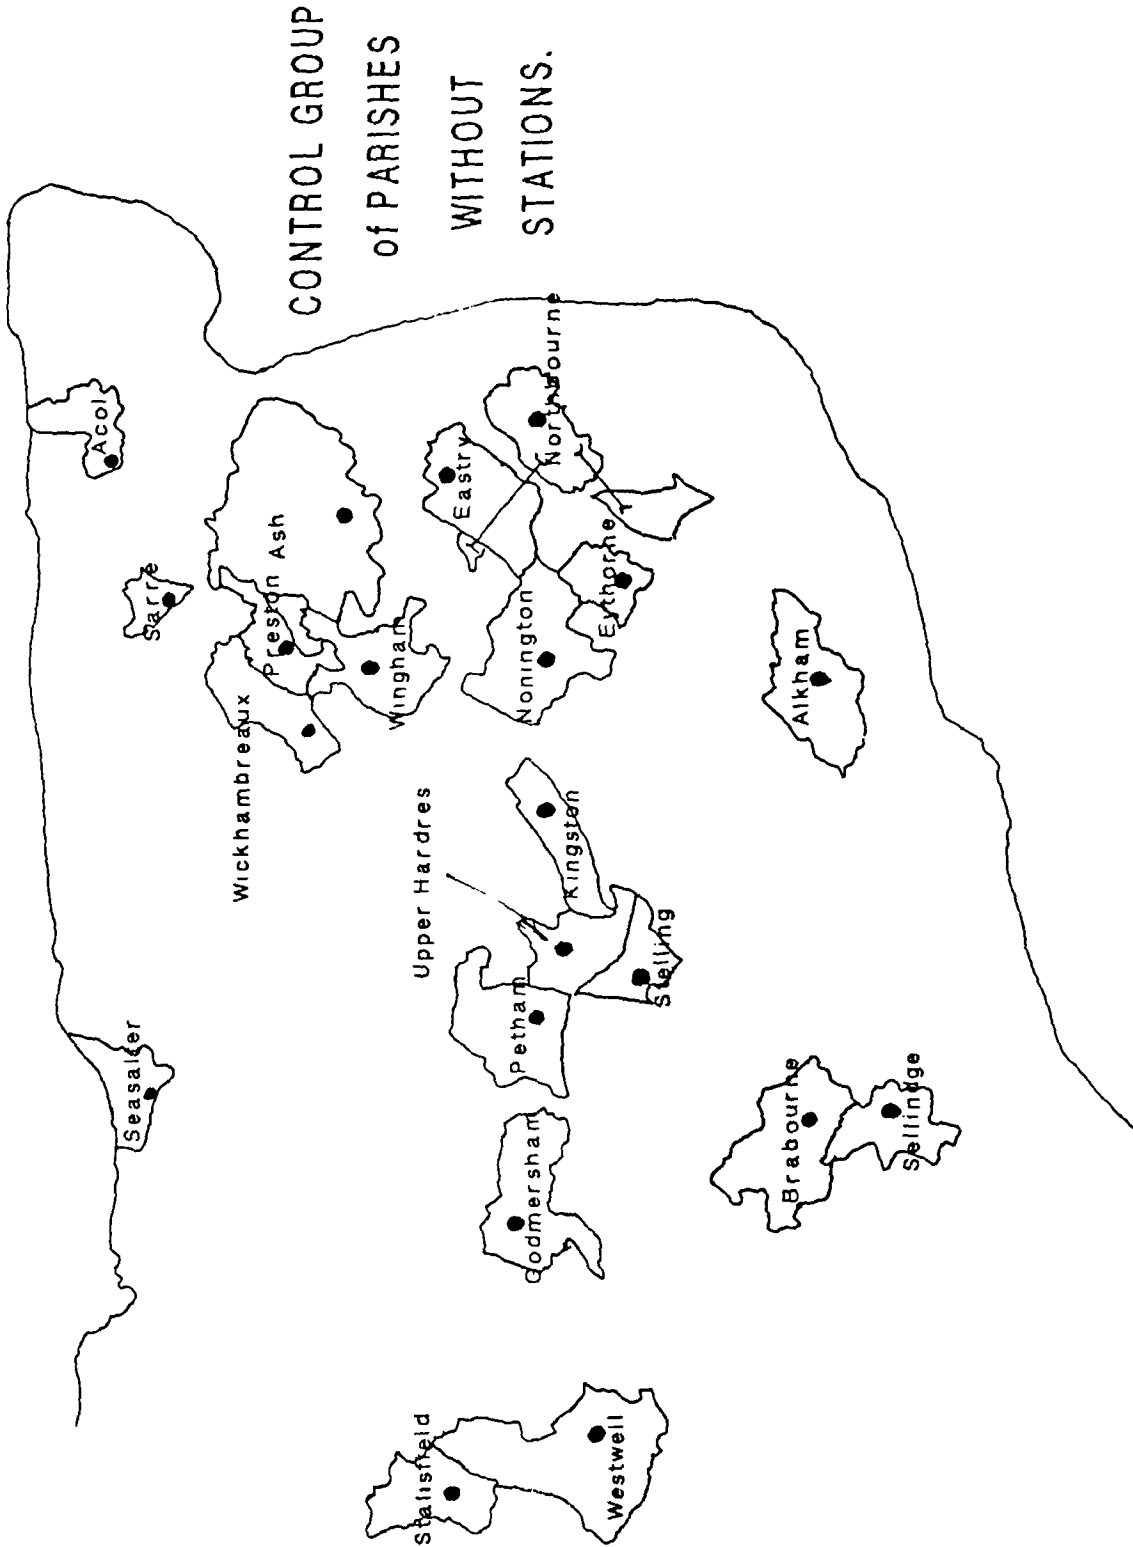 CONTROL GROUP
of PARISHES
WITHOUT
STATIONS.
Acol
Sarre
Ash
Preston
Wickhambreaux
Wingham
Eastry
Northbourne
Nonington
Eythorne
Alkham
Upper Hardres
Kingston
Stelling
Petham
Seasalter
Godmersham
Brabourne
Sellindge
Stalisfield
Westwell